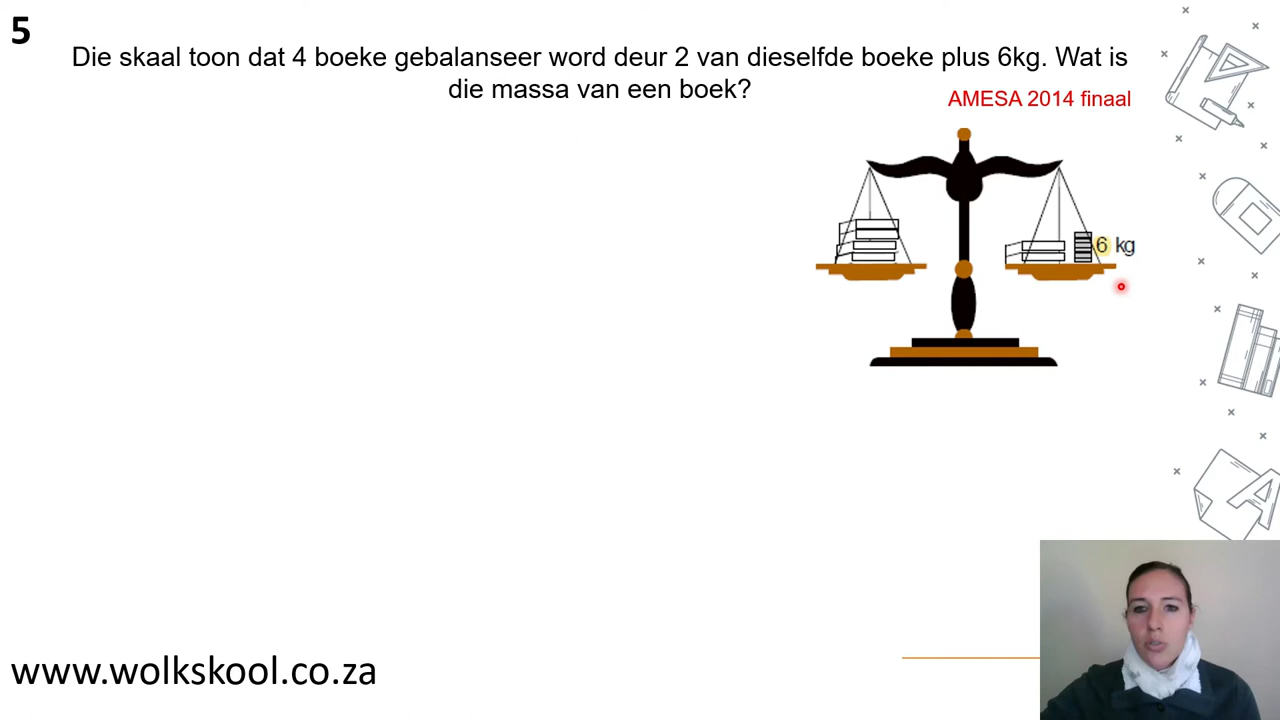 5
Die skaal toon dat 4 boeke gebalanseer word deur 2 van dieselfde boeke plus 6kg. Wat is
die massa van een boek?
AMESA 2014 finaal
6 kg
www.wolkskool.co.za